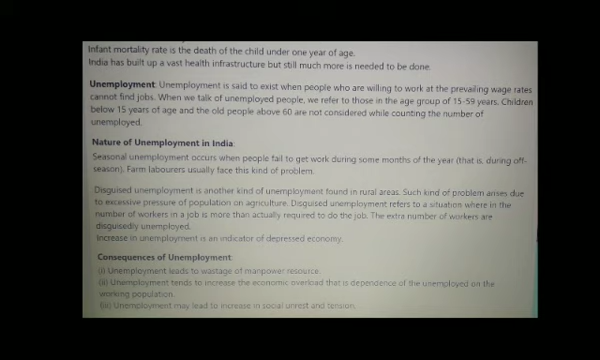 Infant mortality rate is the death of the child under one year of age.
India has built up a vast health infrastructure but still much more is needed to be done.
Unemployment: Unemployment is said to exist when people who are willing to work at the prevailing wage rates
cannot find jobs. When we talk of unemployed people, we refer to those in the age group of 15-59 years. Children
below 15 years of age and the old people above 60 are not considered while counting the number of
unemployed.
Nature of Unemployment in India:
Seasonal unemployment occurs when people fail to get work during some months of the year (that is, during off-
season). Farm labourers usually face this kind of problem.
Disguised unemployment is another kind of unemployment found in rural areas. Such kind of problem arises due
to excessive pressure of population on agriculture. Disguised unemployment refers to a situation where in the
number of workers in a job is more than actually required to do the job. The extra number of workers are
disguisedly unemployed.
Increase in unemployment is an indicator of depressed economy.
Consequences of Unemployment:
(i) Unemployment leads to wastage of manpower resource.
(ii) Unemployment tends to increase the economic overload that is dependence of the unemployed on the
working population.
(iii) Unemployment may lead to increase in social unrest and tension.